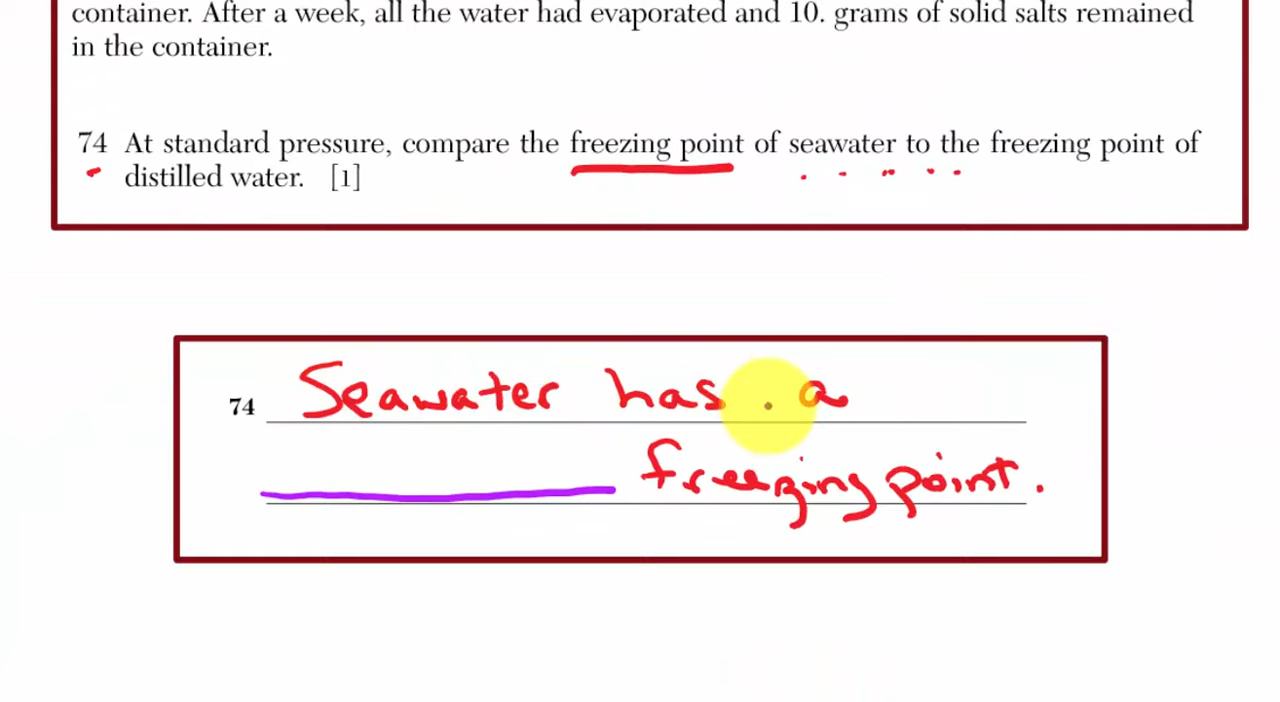 container. After a week, all the water had evaporated and 10. grams of solid salts remained
in the container.
74 At standard pressure, compare the freezing point of seawater to the freezing point of
distilled water. [1]
74 Seawater has a
freezing point.